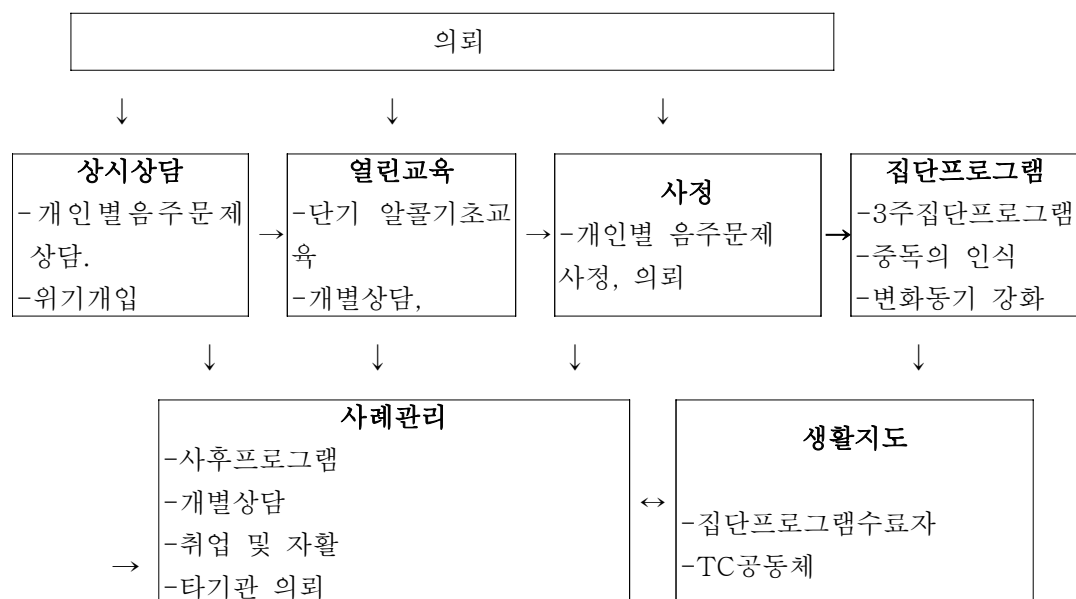 의뢰
↓ ↓ ↓
상시상담
-개인별음주문제
상담.
-위기개입
→
열린교육
-단기 알콜기초교
육
-개별상담,
→
사정
-개인별 음주문제
사정, 의뢰
→
집단프로그램
-3주집단프로그램
-중독의 인식
-변화동기 강화
↓ ↓ ↓ ↓
→
사례관리
-사후프로그램
-개별상담
-취업 및 자활
-타기관 의뢰
↔
생활지도
-집단프로그램수료자
-TC공동체